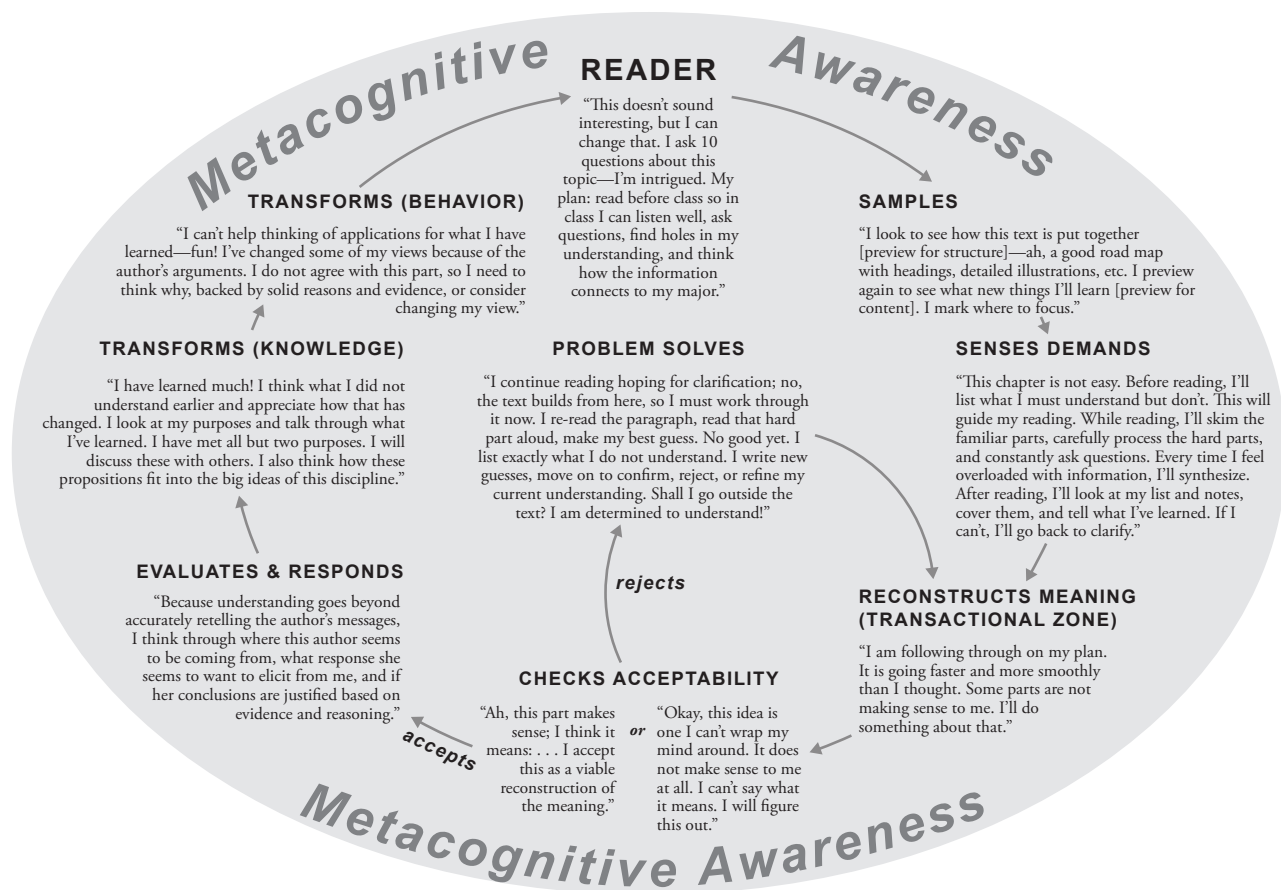 Metacognitive Awareness
READER
“This doesn’t sound
interesting, but I can
change that. I ask 10
questions about this
topic—I’m intrigued. My
plan: read before class so in
class I can listen well, ask
questions, find holes in my
understanding, and think
how the information
connects to my major.”
SAMPLES
“I look to see how this text is put together
[preview for structure]—ah, a good road map
with headings, detailed illustrations, etc. I preview
again to see what new things I’ll learn [preview for
content]. I mark where to focus.”
SENSES DEMANDS
“This chapter is not easy. Before reading, I’ll
list what I must understand but don’t. This will
guide my reading. While reading, I’ll skim the
familiar parts, carefully process the hard parts,
and constantly ask questions. Every time I feel
overloaded with information, I’ll synthesize.
After reading, I’ll look at my list and notes,
cover them, and tell what I’ve learned. If I
can’t, I’ll go back to clarify.”
RECONSTRUCTS MEANING
(TRANSACTIONAL ZONE)
“I am following through on my plan.
It is going faster and more smoothly
than I thought. Some parts are not
making sense to me. I’ll do
something about that.”
CHECKS ACCEPTABILITY
“Ah, this part makes
sense; I think it
means: . . . I accept
this as a viable
reconstruction of
the meaning.”
or
“Okay, this idea is
one I can’t wrap my
mind around. It does
not make sense to me
at all. I can’t say what
it means. I will figure
this out.”
rejects
PROBLEM SOLVES
“I continue reading hoping for clarification; no,
the text builds from here, so I must work through
it now. I re-read the paragraph, read that hard
part aloud, make my best guess. No good yet. I
list exactly what I do not understand. I write new
guesses, move on to confirm, reject, or refine my
current understanding. Shall I go outside the
text? I am determined to understand!”
accepts
EVALUATES & RESPONDS
“Because understanding goes beyond
accurately retelling the author’s messages,
I think through where this author seems
to be coming from, what response she
seems to want to elicit from me, and if
her conclusions are justified based on
evidence and reasoning.”
TRANSFORMS (KNOWLEDGE)
“I have learned much! I think what I did not
understand earlier and appreciate how that has
changed. I look at my purposes and talk through what
I’ve learned. I have met all but two purposes. I will
discuss these with others. I also think how these
propositions fit into the big ideas of this discipline.”
TRANSFORMS (BEHAVIOR)
“I can’t help thinking of applications for what I have
learned—fun! I’ve changed some of my views because of the
author’s arguments. I do not agree with this part, so I need to
think why, backed by solid reasons and evidence, or consider
changing my view.”
Metacognitive Awareness